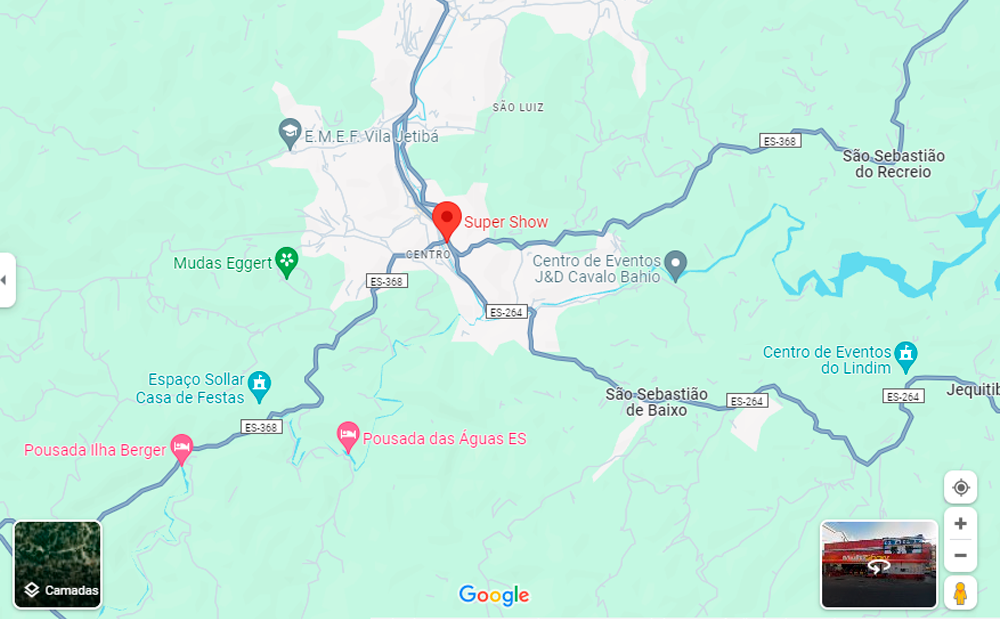 SÃO LUIZ
E.M.E.F. Vila Jetibá
ES-368
São Sebastião
do Recreio
Super Show
CENTRO
Mudas Eggert
Centro de Eventos
J&D Cavalo Bahio
ES-368
ES-264
Centro de Eventos
do Lindim
Espaço Sollar
Casa de Festas
São Sebastião
de Baixo
ES-264
ES-264
Jequitib
ES-368
Pousada Ilha Berger
Pousada das Águas ES
Camadas
Google